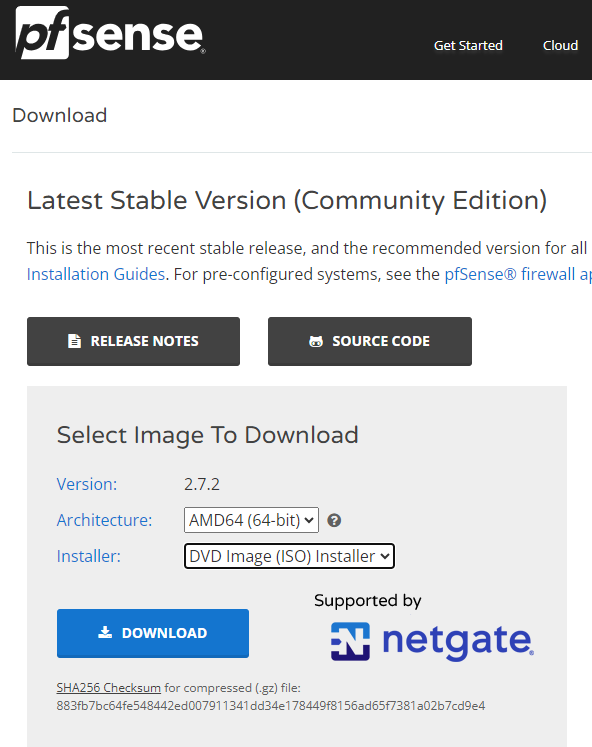 pfsense
Get Started
Cloud
Download
Latest Stable Version (Community Edition)
This is the most recent stable release, and the recommended version for all
Installation Guides. For pre-configured systems, see the pfSense® firewall ap
RELEASE NOTES
SOURCE CODE
Select Image To Download
Version: 2.7.2
Architecture: AMD64 (64-bit) ?
Installer: DVD Image (ISO) Installer
Supported by
netgate
DOWNLOAD
SHA256 Checksum for compressed (.gz) file:
883fb7bc64fe548442ed007911341dd34e178449f8156ad65f7381a02b7cd9e4